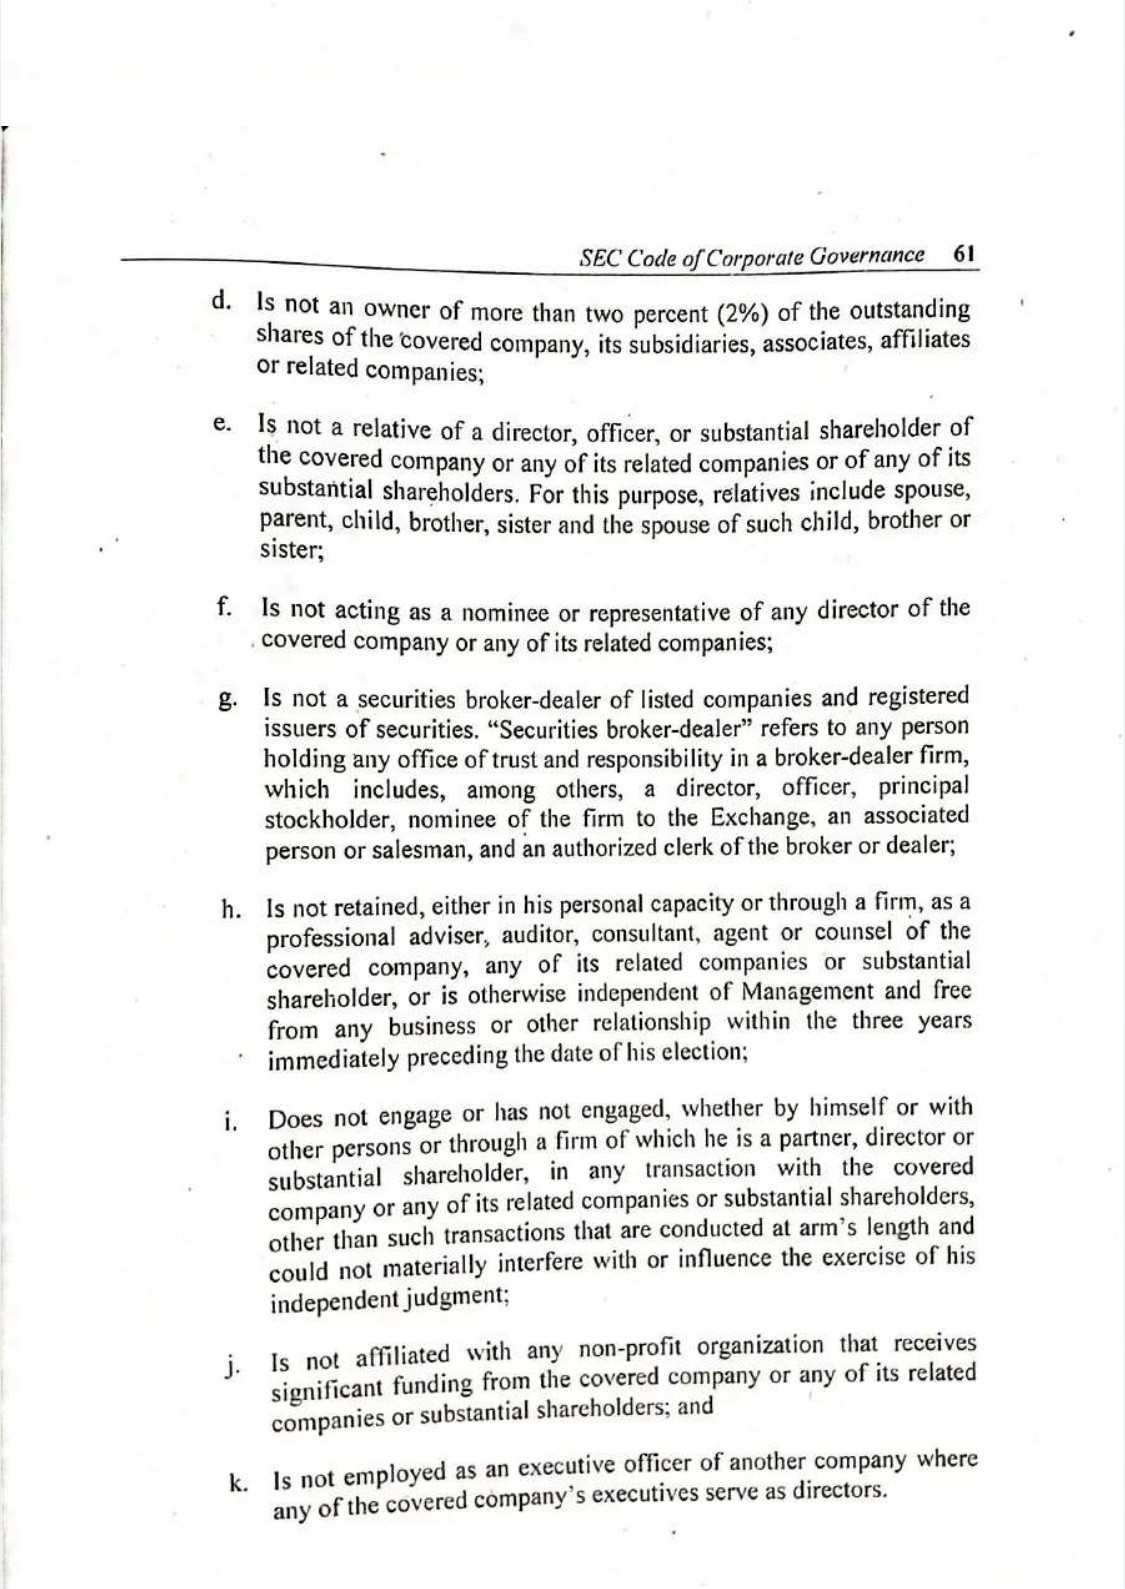 SEC Code of Corporate Governance 61
d. Is not an owner of more than two percent (2%) of the outstanding
shares of the covered company, its subsidiaries, associates, affiliates
or related companies;
e. Is not a relative of a director, officer, or substantial shareholder of
the covered company or any of its related companies or of any of its
substantial shareholders. For this purpose, relatives include spouse,
parent, child, brother, sister and the spouse of such child, brother or
sister;
f. Is not acting as a nominee or representative of any director of the
covered company or any of its related companies;
g. Is not a securities broker-dealer of listed companies and registered
issuers of securities. “Securities broker-dealer” refers to any person
holding any office of trust and responsibility in a broker-dealer firm,
which includes, among others, a director, officer, principal
stockholder, nominee of the firm to the Exchange, an associated
person or salesman, and an authorized clerk of the broker or dealer;
h. Is not retained, either in his personal capacity or through a firm, as a
professional adviser, auditor, consultant, agent or counsel of the
covered company, any of its related companies or substantial
shareholder, or is otherwise independent of Management and free
from any business or other relationship within the three years
immediately preceding the date of his election;
i. Does not engage or has not engaged, whether by himself or with
other persons or through a firm of which he is a partner, director or
substantial shareholder, in any transaction with the covered
company or any of its related companies or substantial shareholders,
other than such transactions that are conducted at arm’s length and
could not materially interfere with or influence the exercise of his
independent judgment;
j. Is not affiliated with any non-profit organization that receives
significant funding from the covered company or any of its related
companies or substantial shareholders; and
k. Is not employed as an executive officer of another company where
any of the covered company’s executives serve as directors.